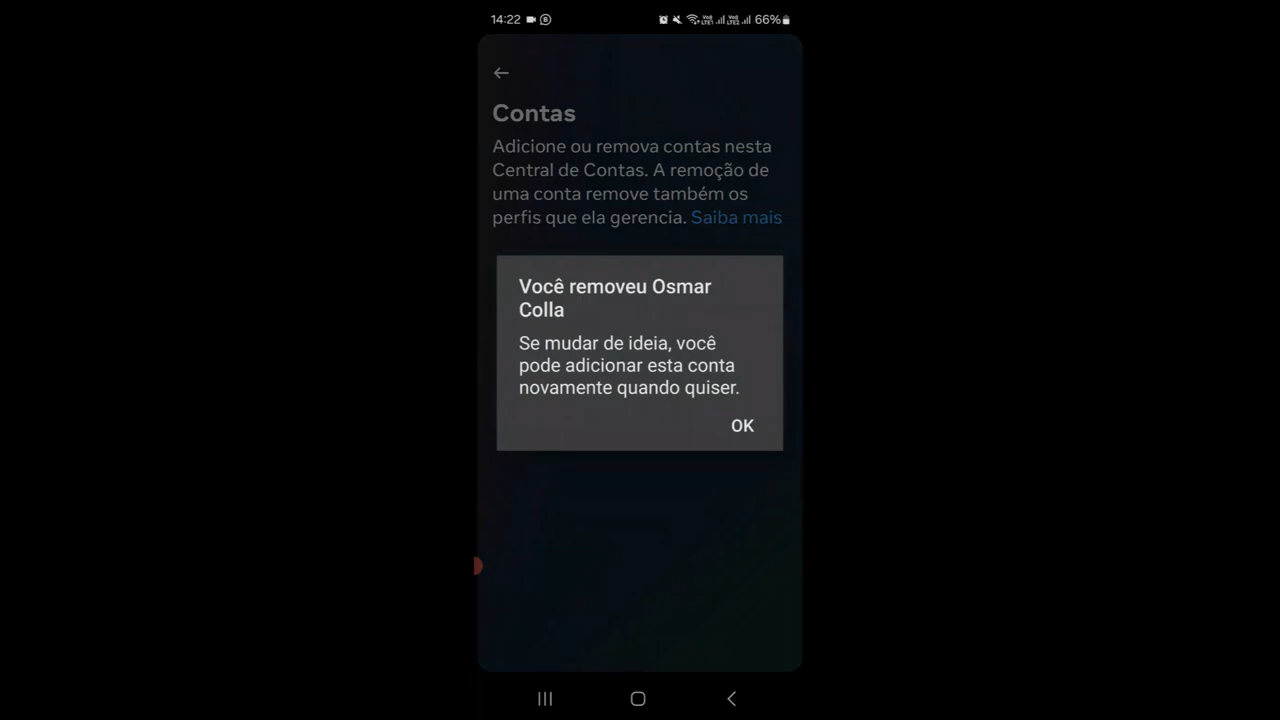 14:22
66%
Contas
Adicione ou remova contas nesta
Central de Contas. A remoção de
uma conta remove também os
perfis que ela gerencia. Saiba mais
Você removeu Osmar
Colla
Se mudar de ideia, você
pode adicionar esta conta
novamente quando quiser.
OK